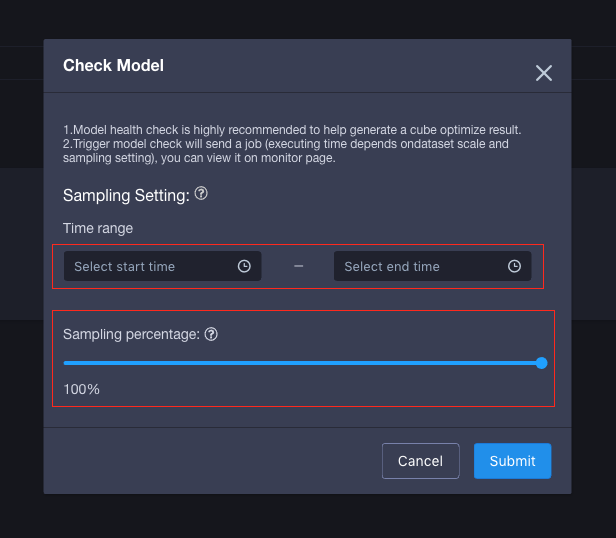 Check Model
1.Model health check is highly recommended to help generate a cube optimize result.
2.Trigger model check will send a job (executing time depends ondataset scale and
sampling setting), you can view it on monitor page.
Sampling Setting: ?
Time range
Select start time – Select end time
Sampling percentage: ?
100%
Cancel Submit